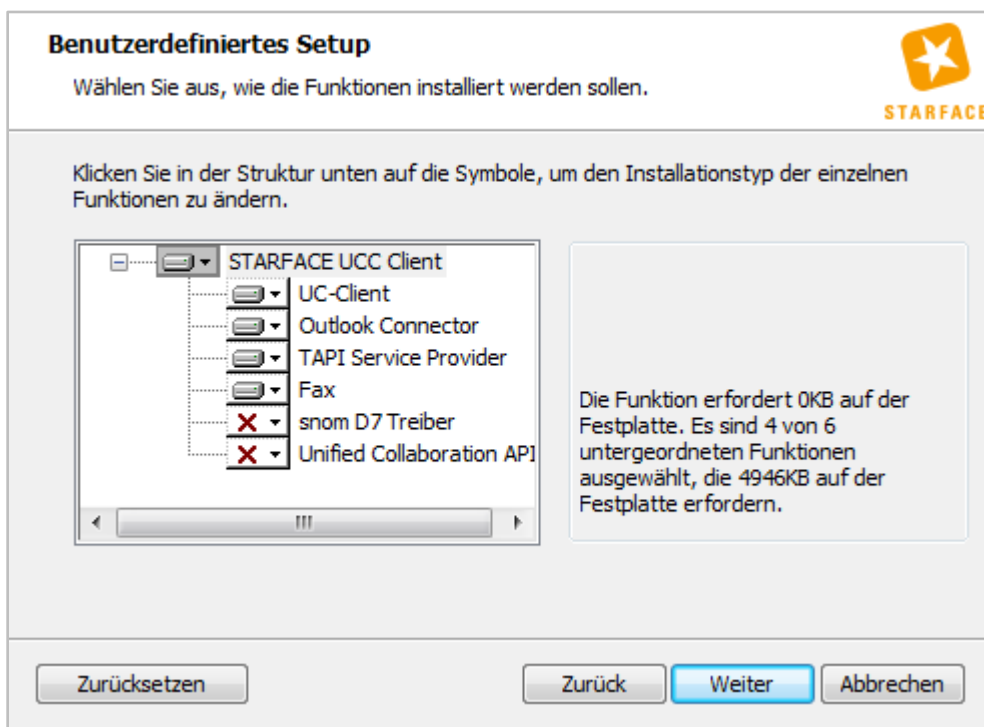 Benutzerdefiniertes Setup
Wählen Sie aus, wie die Funktionen installiert werden sollen.
STARFACE
Klicken Sie in der Struktur unten auf die Symbole, um den Installationstyp der einzelnen
Funktionen zu ändern.
STARFACE UCC Client
UC-Client
Outlook Connector
TAPI Service Provider
Fax
snom D7 Treiber
Unified Collaboration API
Die Funktion erfordert 0KB auf der
Festplatte. Es sind 4 von 6
untergeordneten Funktionen
ausgewählt, die 4946KB auf der
Festplatte erfordern.
Zurücksetzen
Zurück
Weiter
Abbrechen